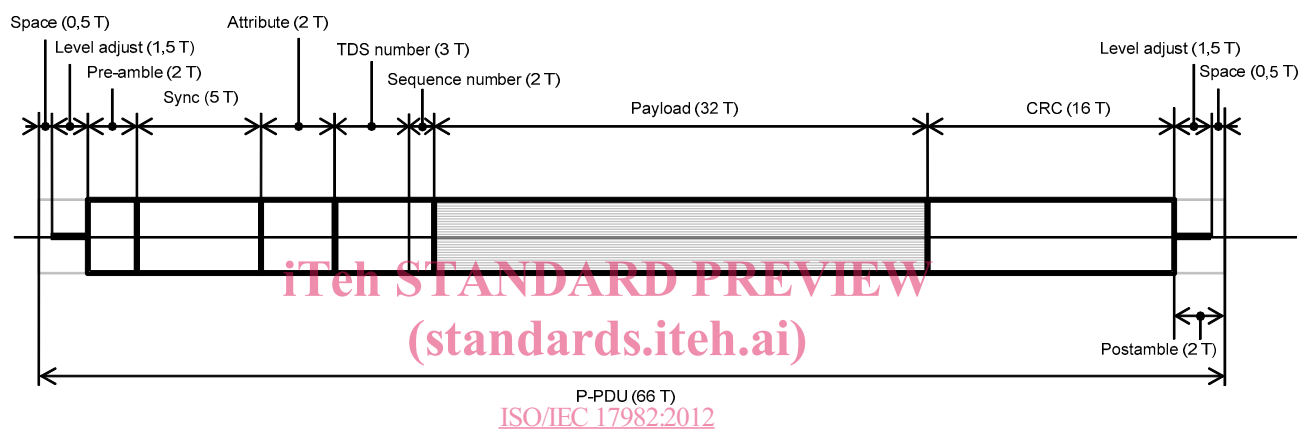 Space (0,5 T)
Attribute (2 T)
Level adjust (1,5 T)
TDS number (3 T)
Level adjust (1,5 T)
Pre-amble (2 T)
Sequence number (2 T)
Space (0,5 T)
Sync (5 T)
Payload (32 T)
CRC (16 T)
iTeh STANDARD PREVIEW
(standards.iteh.ai)
Postamble (2 T)
P-PDU (66 T)
ISO/IEC 17982:2012